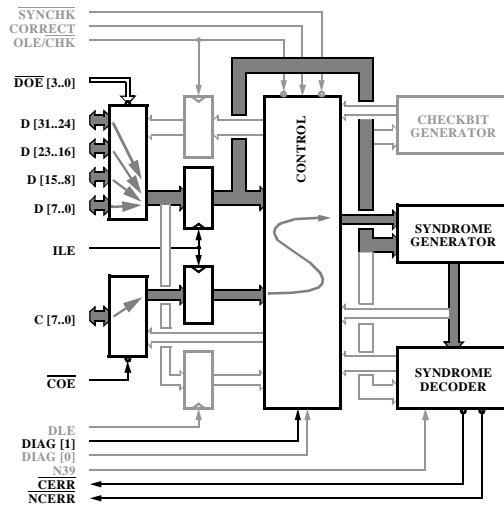 SYNCHK
CORRECT
OLE/CHK
DOE [3..0]
D [31..24]
D [23..16]
D [15..8]
D [7..0]
ILE
C [7..0]
COE
DLE
DIAG [1]
DIAG [0]
N39
CERR
NCERR
CONTROL
CHECKBIT
GENERATOR
SYNDROME
GENERATOR
SYNDROME
DECODER